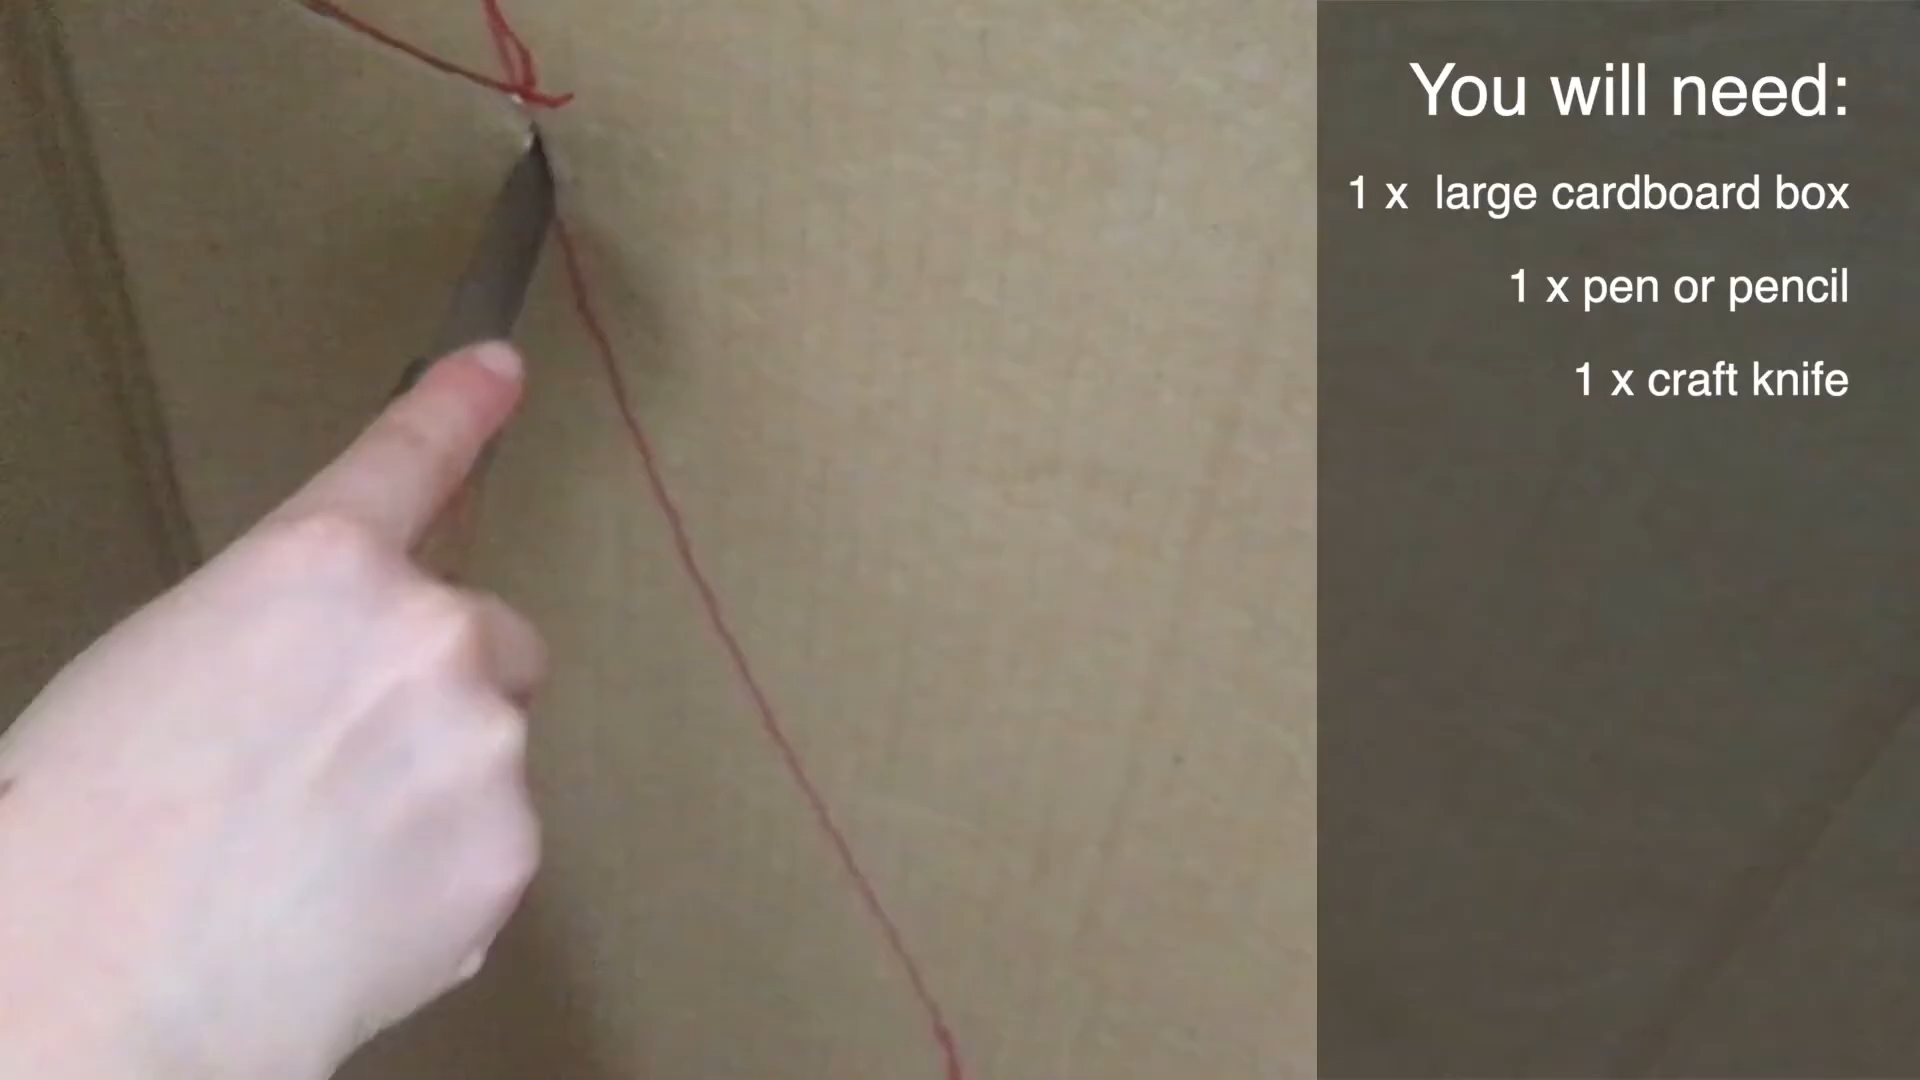 You will need:
1 x large cardboard box
1 x pen or pencil
1 x craft knife